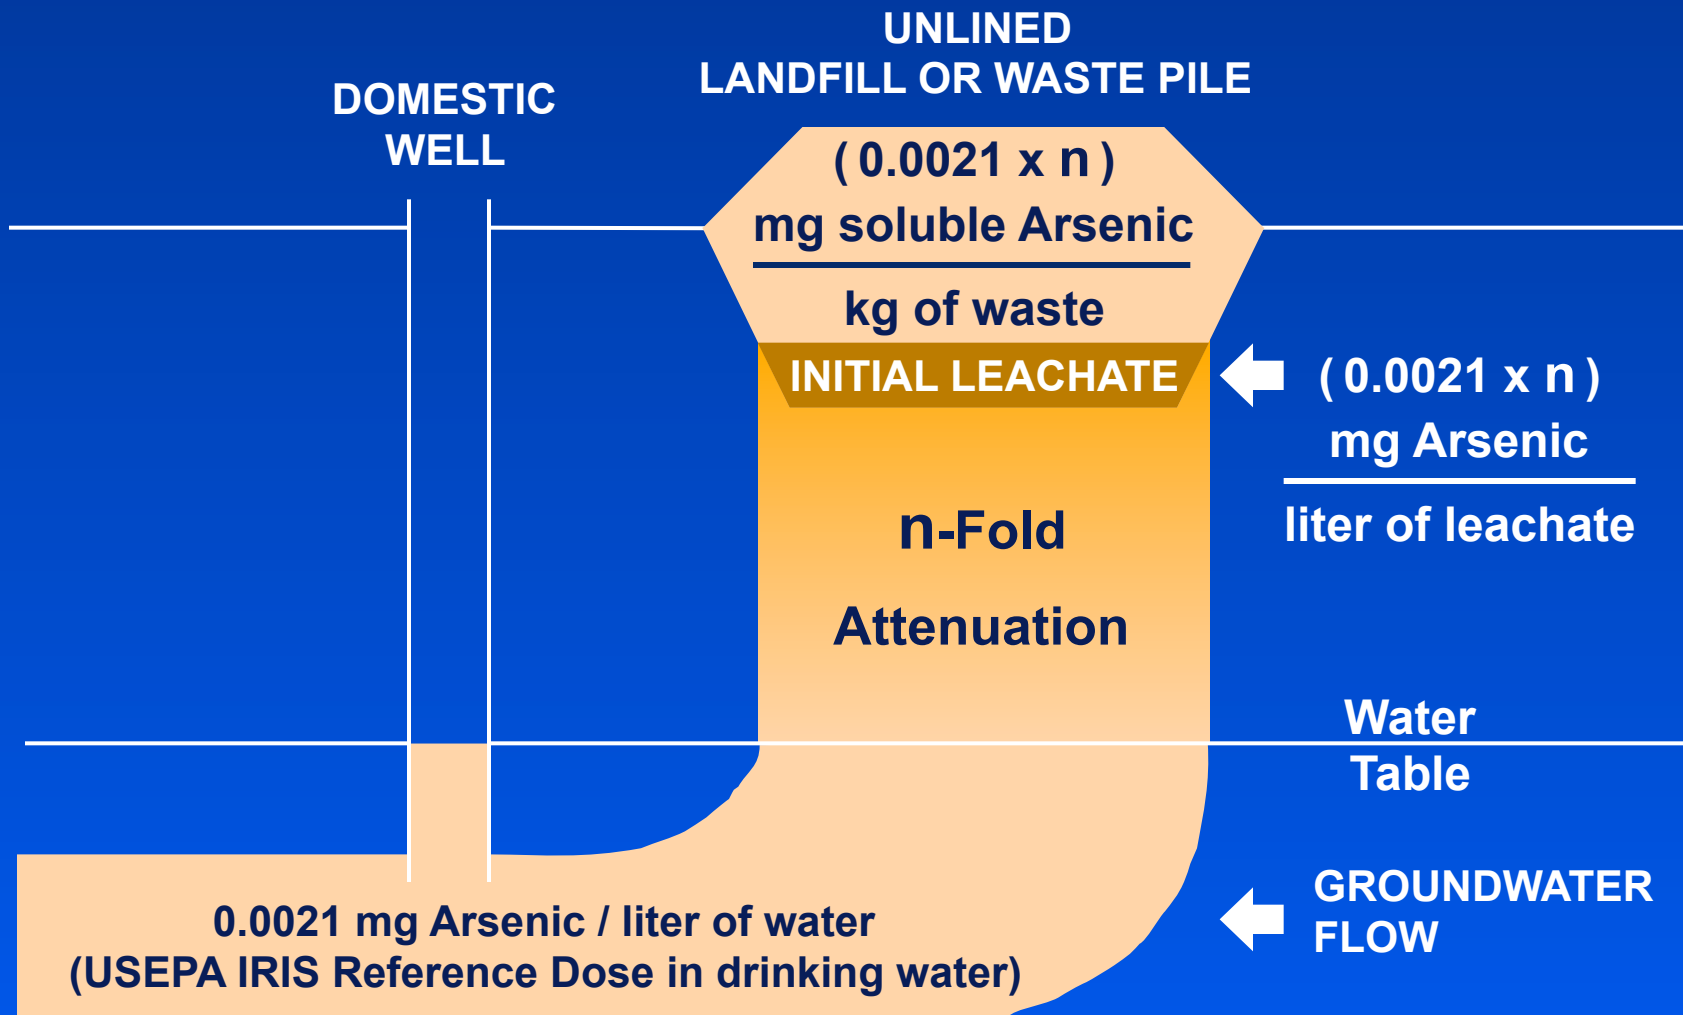 UNLINED
LANDFILL OR WASTE PILE
DOMESTIC
WELL
( 0.0021 x n )
mg soluble Arsenic
kg of waste
INITIAL LEACHATE
( 0.0021 x n )
mg Arsenic
liter of leachate
n-Fold
Attenuation
Water
Table
GROUNDWATER
FLOW
0.0021 mg Arsenic / liter of water
(USEPA IRIS Reference Dose in drinking water)